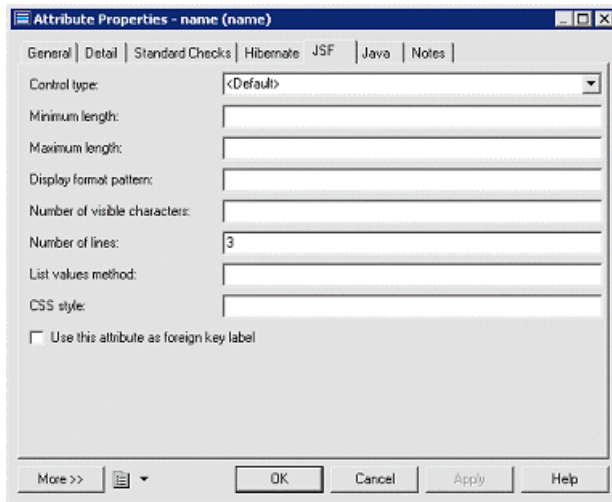 Attribute Properties - name (name)
General Detail Standard Checks Hibernate JSF Java Notes
Control type: <Default>
Minimum length:
Maximum length:
Display format pattern:
Number of visible characters:
Number of lines: 3
List values method:
CSS style:
Use this attribute as foreign key label
More >> OK Cancel Apply Help